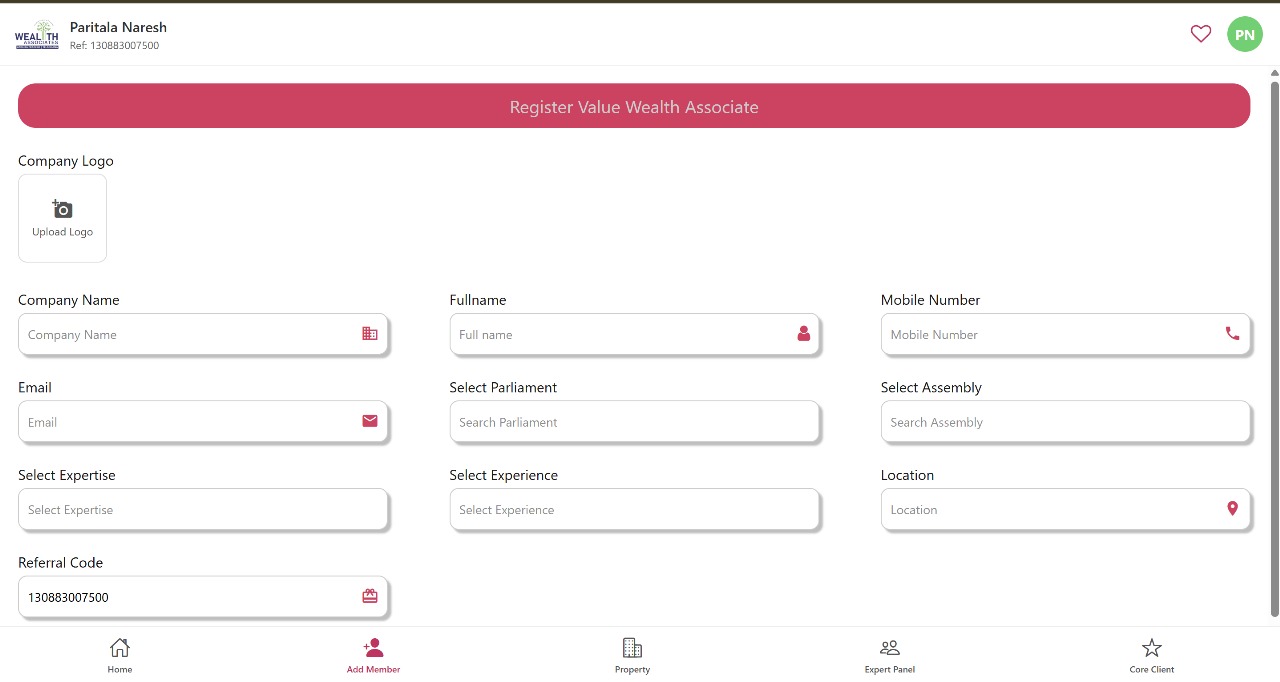 WEALTH
ASSOCIATES
Paritala Naresh
Ref: 130883007500
PN
Register Value Wealth Associate
Company Logo
Upload Logo
Company Name
Fullname
Mobile Number
Company Name
Full name
Mobile Number
Email
Select Parliament
Select Assembly
Email
Search Parliament
Search Assembly
Select Expertise
Select Experience
Location
Select Expertise
Select Experience
Location
Referral Code
130883007500
Home
Add Member
Property
Expert Panel
Core Client